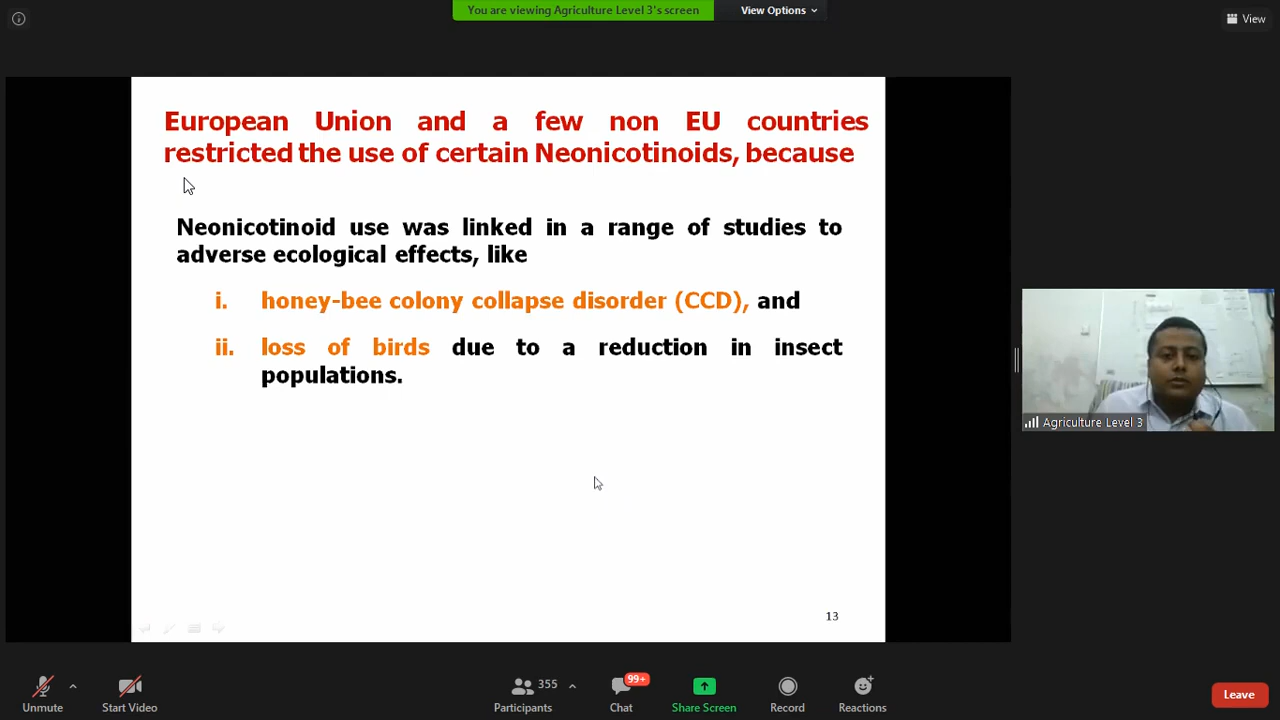 You are viewing Agriculture Level 3's screen
View Options
View
European Union and a few non EU countries
restricted the use of certain Neonicotinoids, because
Neonicotinoid use was linked in a range of studies to
adverse ecological effects, like
i. honey-bee colony collapse disorder (CCD), and
ii. loss of birds due to a reduction in insect
populations.
Agriculture Level 3
13
Unmute
Start Video
355
Participants
99+
Chat
Share Screen
Record
Reactions
Leave